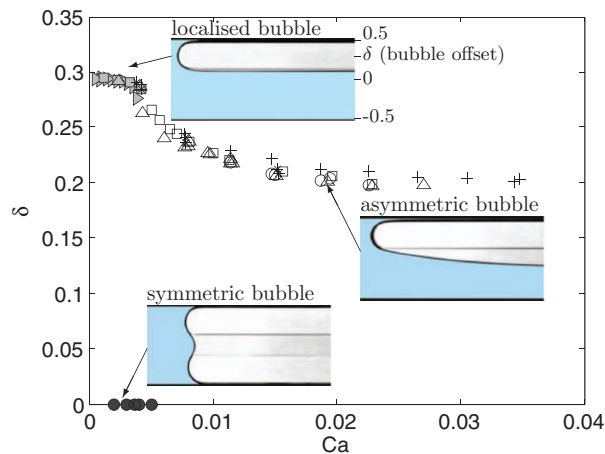 localised bubble
0.5
δ (bubble offset)
0
-0.5
0.35
0.3
0.25
0.2
0.15
0.1
0.05
0
δ
asymmetric bubble
symmetric bubble
0 0.01 0.02 0.03 0.04
Ca